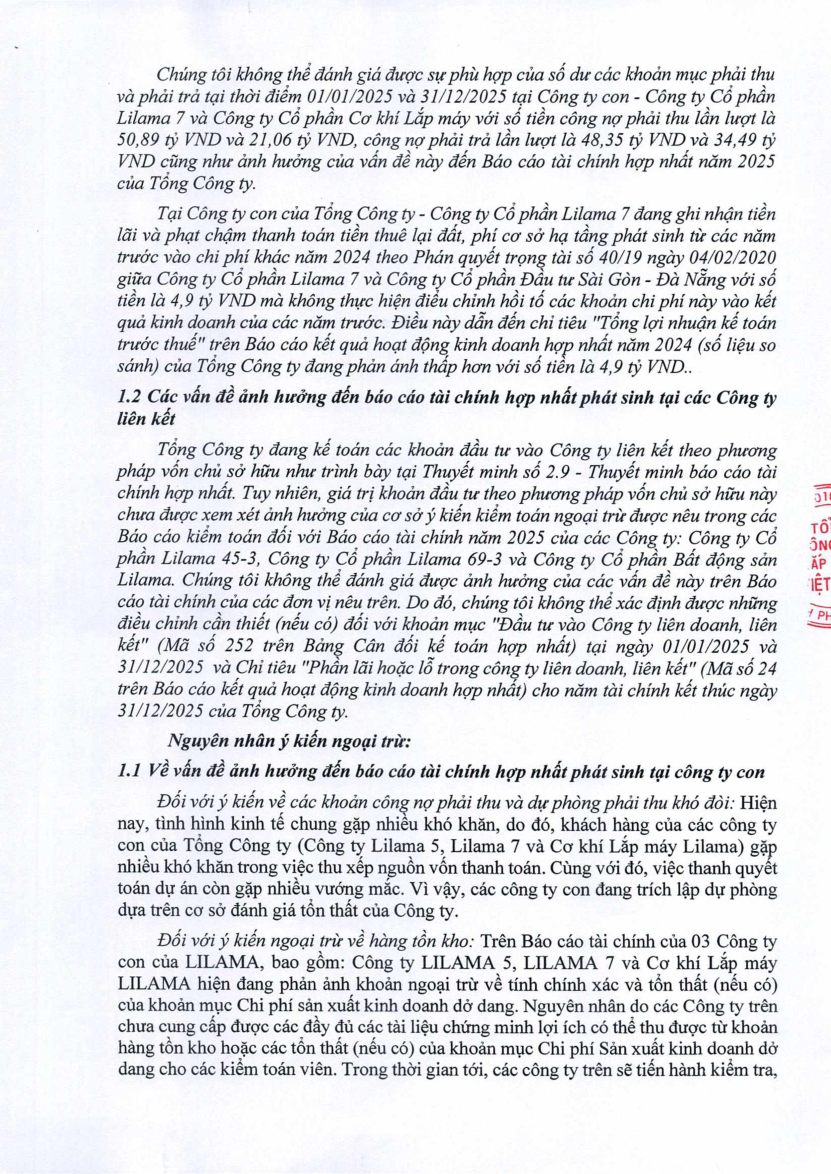 Chúng tôi không thể đánh giá được sự phù hợp của số dư các khoản mục phải thu
và phải trả tại thời điểm 01/01/2025 và 31/12/2025 tại Công ty con - Công ty Cổ phần
Lilama 7 và Công ty Cổ phần Cơ khí Lắp máy với số tiền công nợ phải thu lần lượt là
50,89 tỷ VND và 21,06 tỷ VND, công nợ phải trả lần lượt là 48,35 tỷ VND và 34,49 tỷ
VND cũng như ảnh hưởng của vấn đề này đến Báo cáo tài chính hợp nhất năm 2025
của Tổng Công ty.
Tại Công ty con của Tổng Công ty - Công ty Cổ phần Lilama 7 đang ghi nhận tiền
lãi và phạt chậm thanh toán tiền thuê lại đất, phí cơ sở hạ tầng phát sinh từ các năm
trước vào chi phí khác năm 2024 theo Phán quyết trọng tài số 40/19 ngày 04/02/2020
giữa Công ty Cổ phần Lilama 7 và Công ty Cổ phần Đầu tư Sài Gòn - Đà Nẵng với số
tiền là 4,9 tỷ VND mà không thực hiện điều chỉnh hồi tố các khoản chi phí này vào kết
quả kinh doanh của các năm trước. Điều này dẫn đến chỉ tiêu "Tổng lợi nhuận kế toán
trước thuế" trên Báo cáo kết quả hoạt động kinh doanh hợp nhất năm 2024 (số liệu so
sánh) của Tổng Công ty đang phản ánh thấp hơn với số tiền là 4,9 tỷ VND..
1.2 Các vấn đề ảnh hưởng đến báo cáo tài chính hợp nhất phát sinh tại các Công ty
liên kết
Tổng Công ty đang kế toán các khoản đầu tư vào Công ty liên kết theo phương
pháp vốn chủ sở hữu như trình bày tại Thuyết minh số 2.9 - Thuyết minh báo cáo tài
chính hợp nhất. Tuy nhiên, giá trị khoản đầu tư theo phương pháp vốn chủ sở hữu này
chưa được xem xét ảnh hưởng của cơ sở ý kiến kiểm toán ngoại trừ được nêu trong các
Báo cáo kiểm toán đối với Báo cáo tài chính năm 2025 của các Công ty: Công ty Cổ
phần Lilama 45-3, Công ty Cổ phần Lilama 69-3 và Công ty Cổ phần Bất động sản
Lilama. Chúng tôi không thể đánh giá được ảnh hưởng của các vấn đề này trên Báo
cáo tài chính của các đơn vị nêu trên. Do đó, chúng tôi không thể xác định được những
điều chỉnh cần thiết (nếu có) đối với khoản mục "Đầu tư vào Công ty liên doanh, liên
kết" (Mã số 252 trên Bảng Cân đối kế toán hợp nhất) tại ngày 01/01/2025 và
31/12/2025 và Chỉ tiêu "Phần lãi hoặc lỗ trong công ty liên doanh, liên kết" (Mã số 24
trên Báo cáo kết quả hoạt động kinh doanh hợp nhất) cho năm tài chính kết thúc ngày
31/12/2025 của Tổng Công ty.
Nguyên nhân ý kiến ngoại trừ:
1.1 Về vấn đề ảnh hưởng đến báo cáo tài chính hợp nhất phát sinh tại công ty con
Đối với ý kiến về các khoản công nợ phải thu và dự phòng phải thu khó đòi: Hiện
nay, tình hình kinh tế chung gặp nhiều khó khăn, do đó, khách hàng của các công ty
con của Tổng Công ty (Công ty Lilama 5, Lilama 7 và Cơ khí Lắp máy Lilama) gặp
nhiều khó khăn trong việc thu xếp nguồn vốn thanh toán. Cùng với đó, việc thanh quyết
toán dự án còn gặp nhiều vướng mắc. Vì vậy, các công ty con đang trích lập dự phòng
dựa trên cơ sở đánh giá tổn thất của Công ty.
Đối với ý kiến ngoại trừ về hàng tồn kho: Trên Báo cáo tài chính của 03 Công ty
con của LILAMA, bao gồm: Công ty LILAMA 5, LILAMA 7 và Cơ khí Lắp máy
LILAMA hiện đang phản ảnh khoản ngoại trừ về tính chính xác và tổn thất (nếu có)
của khoản mục Chi phí sản xuất kinh doanh dở dang. Nguyên nhân do các Công ty trên
chưa cung cấp được các đầy đủ các tài liệu chứng minh lợi ích có thể thu được từ khoản
hàng tồn kho hoặc các tổn thất (nếu có) của khoản mục Chi phí Sản xuất kinh doanh dở
dang cho các kiểm toán viên. Trong thời gian tới, các công ty trên sẽ tiến hành kiểm tra,